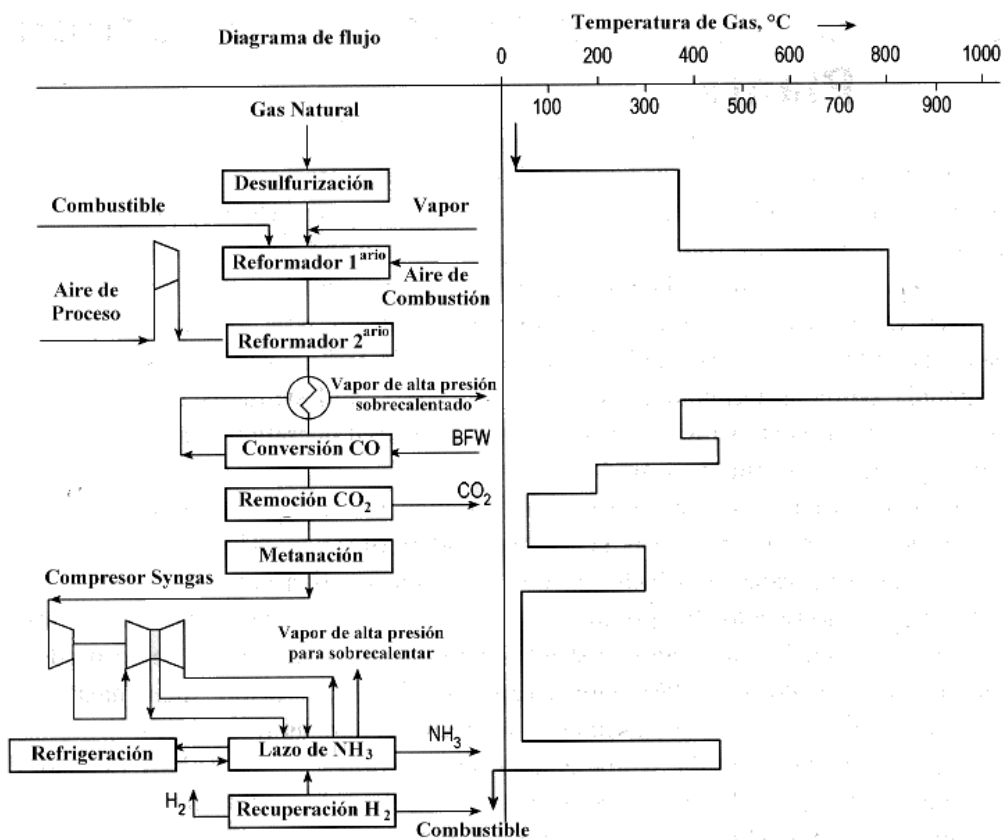 Diagrama de flujo
Temperatura de Gas, °C
0 200 400 600 800 1000
100 300 500 700 900
Gas Natural
Desulfurización
Combustible
Vapor
Reformador 1ario
Aire de
Combustión
Aire de
Proceso
Reformador 2ario
Vapor de alta presión
sobrecalentado
Conversión CO
BFW
Remoción CO2
CO2
Metanación
Compresor Syngas
Vapor de alta presión
para sobrecalentar
Refrigeración
Lazo de NH3
NH3
H2
Recuperación H2
Combustible